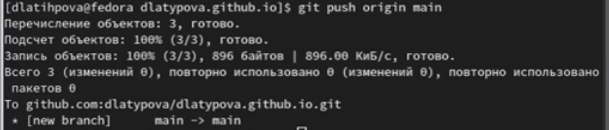 [dlatihpova@fedora dlatypova.github.io]$ git push origin main
Перечисление объектов: 3, готово.
Подсчет объектов: 100% (3/3), готово.
Запись объектов: 100% (3/3), 896 байтов | 896.00 КиБ/с, готово.
Всего 3 (изменений 0), повторно использовано 0 (изменений 0), повторно использовано
пакетов 0
To github.com:dlatypova/dlatypova.github.io.git
* [new branch]      main -> main